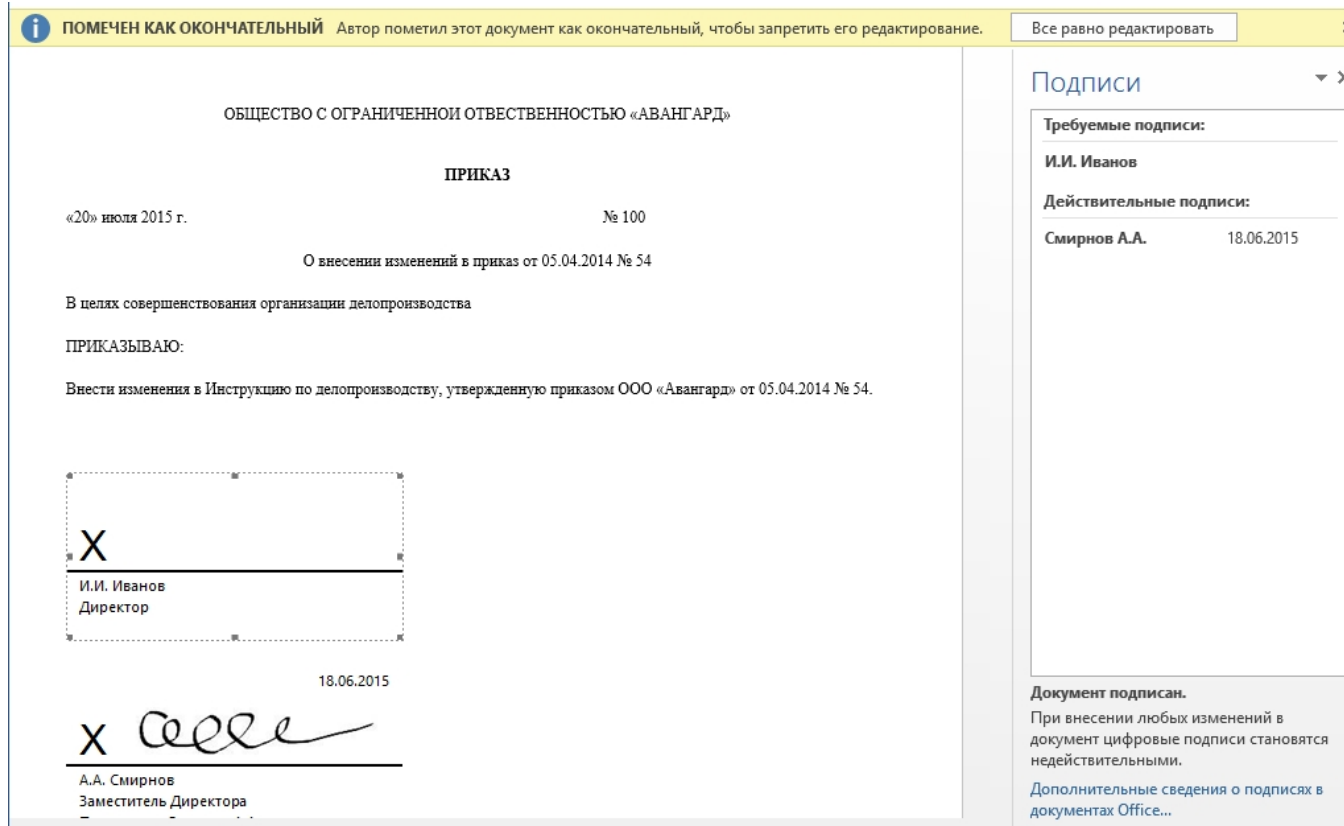 ПОМЕЧЕН КАК ОКОНЧАТЕЛЬНЫЙ Автор пометил этот документ как окончательный, чтобы запретить его редактирование. Все равно редактировать
ОБЩЕСТВО С ОГРАНИЧЕННОЙ ОТВЕСТВЕННОСТЬЮ «АВАНГАРД»
ПРИКАЗ
«20» июля 2015 г. № 100
О внесении изменений в приказ от 05.04.2014 № 54
В целях совершенствования организации делопроизводства
ПРИКАЗЫВАЮ:
Внести изменения в Инструкцию по делопроизводству, утвержденную приказом ООО «Авангард» от 05.04.2014 № 54.
X
И.И. Иванов
Директор
18.06.2015
X
А.А. Смирнов
Заместитель Директора
Подписи
Требуемые подписи:
И.И. Иванов
Действительные подписи:
Смирнов А.А. 18.06.2015
Документ подписан.
При внесении любых изменений в
документ цифровые подписи становятся
недействительными.
Дополнительные сведения о подписях в
документах Office...